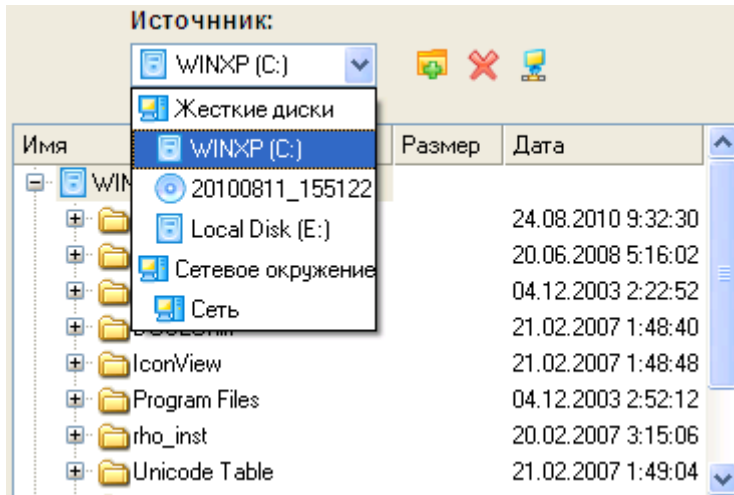 Источнник:
WINXP (C:)
Жесткие диски
Имя
Размер
Дата
WINXP (C:)
20100811_155122
Local Disk (E:)
24.08.2010 9:32:30
Сетевое окружение
20.06.2008 5:16:02
04.12.2003 2:22:52
Сеть
21.02.2007 1:48:40
IconView 21.02.2007 1:48:48
Program Files 04.12.2003 2:52:12
rho_inst 20.02.2007 3:15:06
Unicode Table 21.02.2007 1:49:04